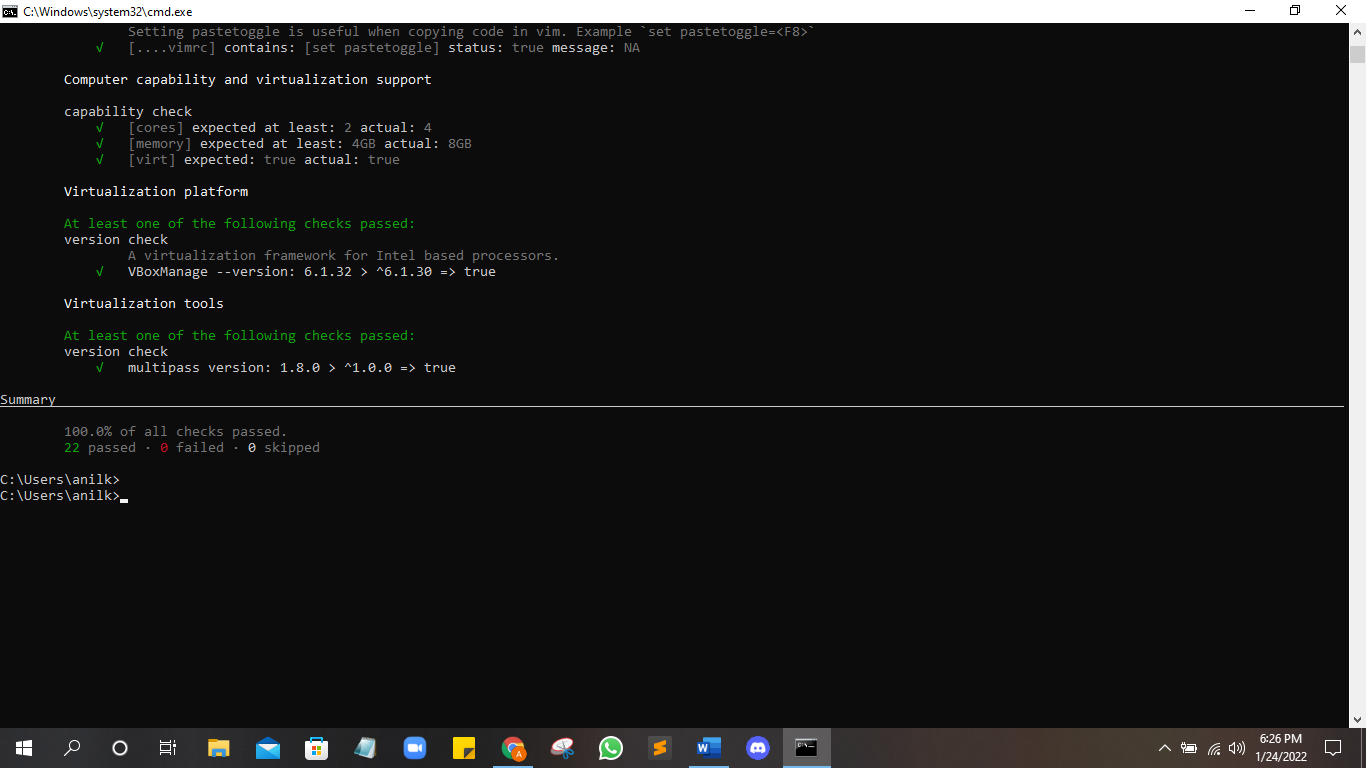 C:\Windows\system32\cmd.exe
Setting pastetoggle is useful when copying code in vim. Example `set pastetoggle=<F8>`
√ [....vimrc] contains: [set pastetoggle] status: true message: NA
Computer capability and virtualization support
capability check
√ [cores] expected at least: 2 actual: 4
√ [memory] expected at least: 4GB actual: 8GB
√ [virt] expected: true actual: true
Virtualization platform
At least one of the following checks passed:
version check
A virtualization framework for Intel based processors.
√ VBoxManage --version: 6.1.32 > ^6.1.30 => true
Virtualization tools
At least one of the following checks passed:
version check
√ multipass version: 1.8.0 > ^1.0.0 => true
Summary
100.0% of all checks passed.
22 passed · 0 failed · 0 skipped
C:\Users\anilk>
C:\Users\anilk>
6:26 PM
1/24/2022